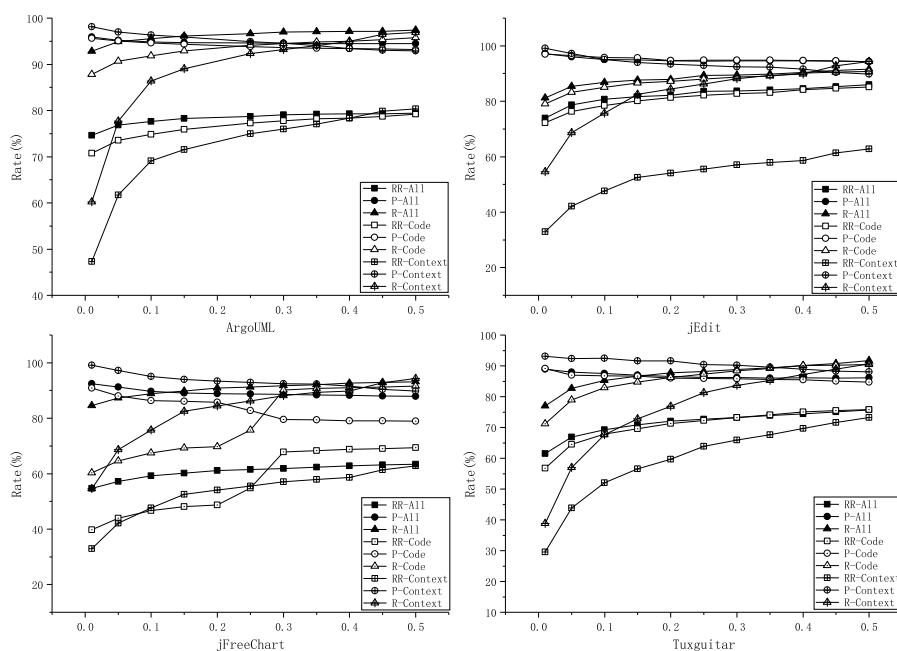 100
90
80
70
60
50
40
Rate(%)
0.0 0.1 0.2 0.3 0.4 0.5
ArgoUML
RR-All
P-All
R-All
RR-Code
P-Code
R-Code
RR-Context
P-Context
R-Context
100
80
60
40
20
Rate(%)
0.0 0.1 0.2 0.3 0.4 0.5
jEdit
RR-All
P-All
R-All
RR-Code
P-Code
R-Code
RR-Context
P-Context
R-Context
100
80
60
40
20
Rate(%)
0.0 0.1 0.2 0.3 0.4 0.5
jFreeChart
RR-All
P-All
R-All
RR-Code
P-Code
R-Code
RR-Context
P-Context
R-Context
100
90
80
70
60
50
40
30
20
10
Rate(%)
0.0 0.1 0.2 0.3 0.4 0.5
Tuxguitar
RR-All
P-All
R-All
RR-Code
P-Code
R-Code
RR-Context
P-Context
R-Context